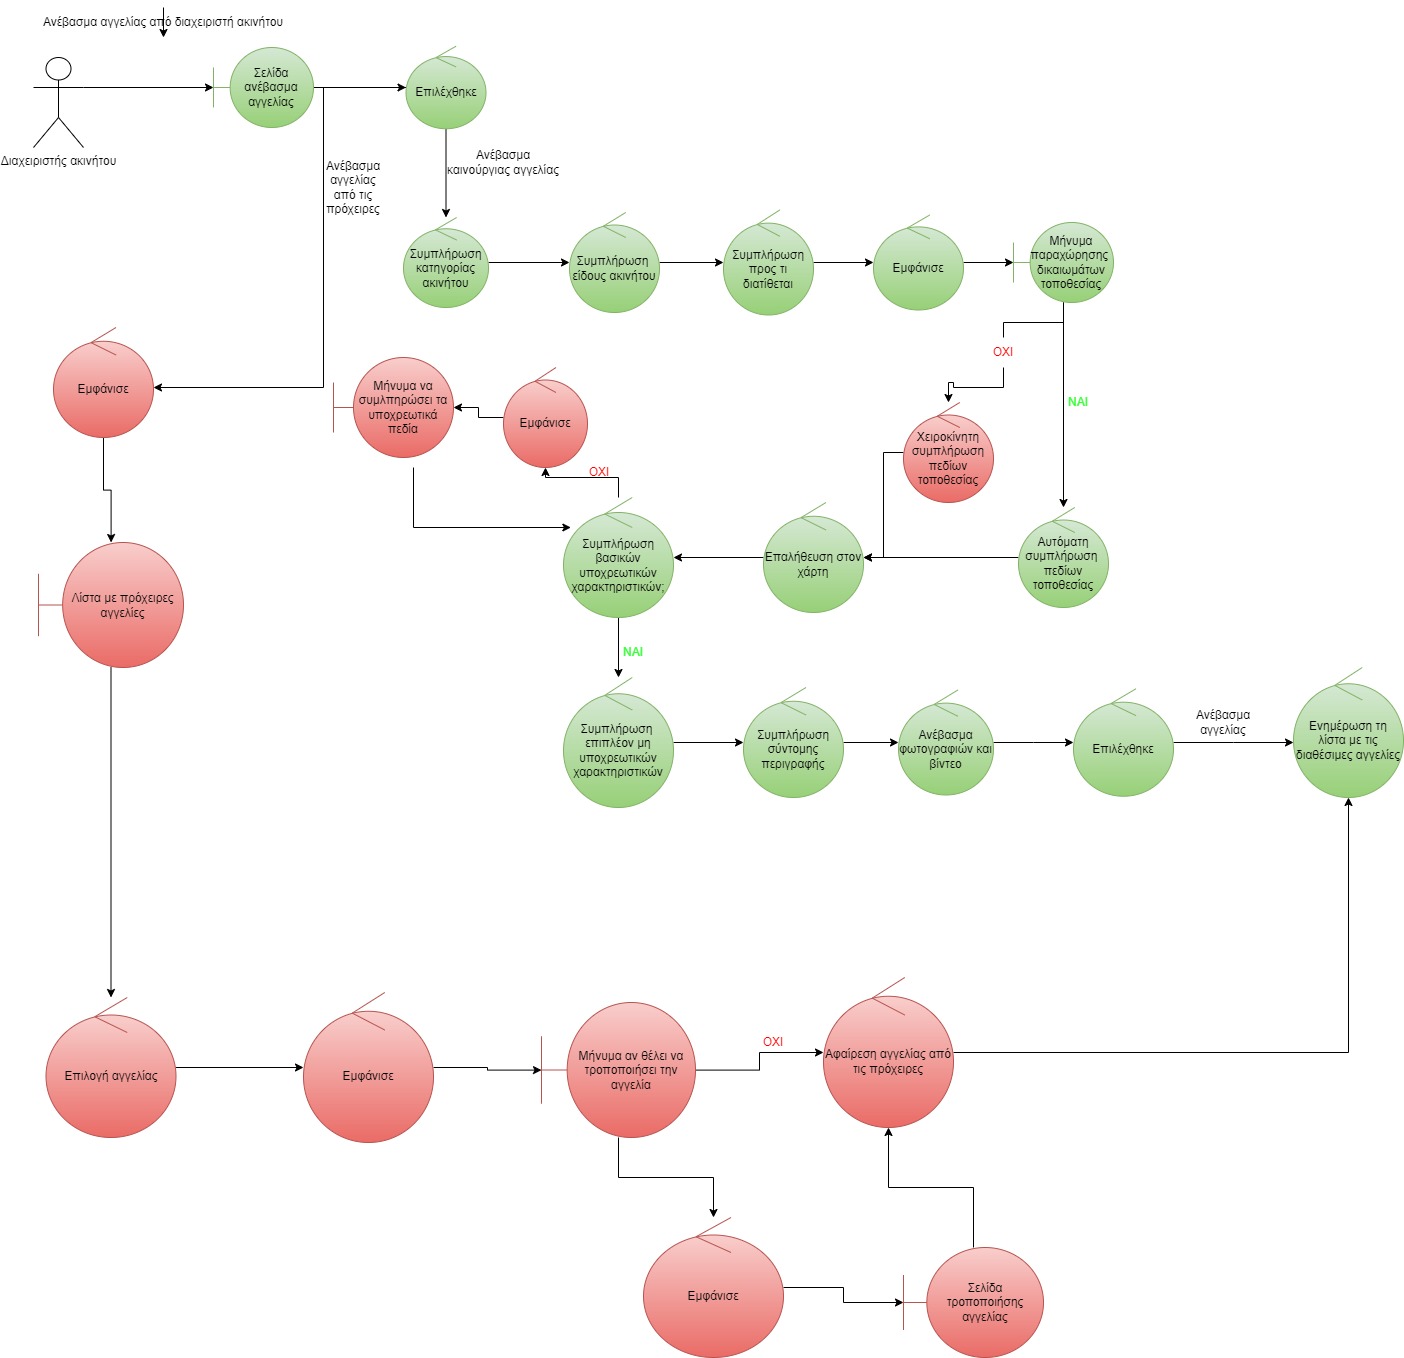 Ανέβασμα αγγελίας από διαχειριστή ακινήτου
Διαχειριστής ακινήτου
Σελίδα
ανέβασμα
αγγελίας
Επιλέχθηκε
Ανέβασμα
αγγελίας
από τις
πρόχειρες
Ανέβασμα
καινούργιας αγγελίας
Συμπλήρωση
κατηγορίας
ακινήτου
Συμπλήρωση
είδους ακινήτου
Συμπλήρωση
προς τι
διατίθεται
Εμφάνισε
Μήνυμα
παραχώρησης
δικαιωμάτων
τοποθεσίας
ΟΧΙ
ΝΑΙ
Εμφάνισε
Μήνυμα να
συμλπηρώσει τα
υποχρεωτικά
πεδία
Εμφάνισε
ΟΧΙ
Χειροκίνητη
συμπλήρωση
πεδίων
τοποθεσίας
Συμπλήρωση
βασικών
υποχρεωτικών
χαρακτηριστικών;
Επαλήθευση στον
χάρτη
Αυτόματη
συμπλήρωση
πεδίων
τοποθεσίας
Λίστα με πρόχειρες
αγγελίες
ΝΑΙ
Συμπλήρωση
επιπλέον μη
υποχρεωτικών
χαρακτηριστικών
Συμπλήρωση
σύντομης
περιγραφής
Ανέβασμα
φωτογραφιών και
βίντεο
Επιλέχθηκε
Ανέβασμα
αγγελίας
Ενημέρωση τη
λίστα με τις
διαθέσιμες αγγελίες
Επιλογή αγγελίας
Εμφάνισε
Μήνυμα αν θέλει να
τροποποιήσει την
αγγελία
ΟΧΙ
Αφαίρεση αγγελίας από
τις πρόχειρες
Εμφάνισε
Σελίδα
τροποποιήσης
αγγελίας